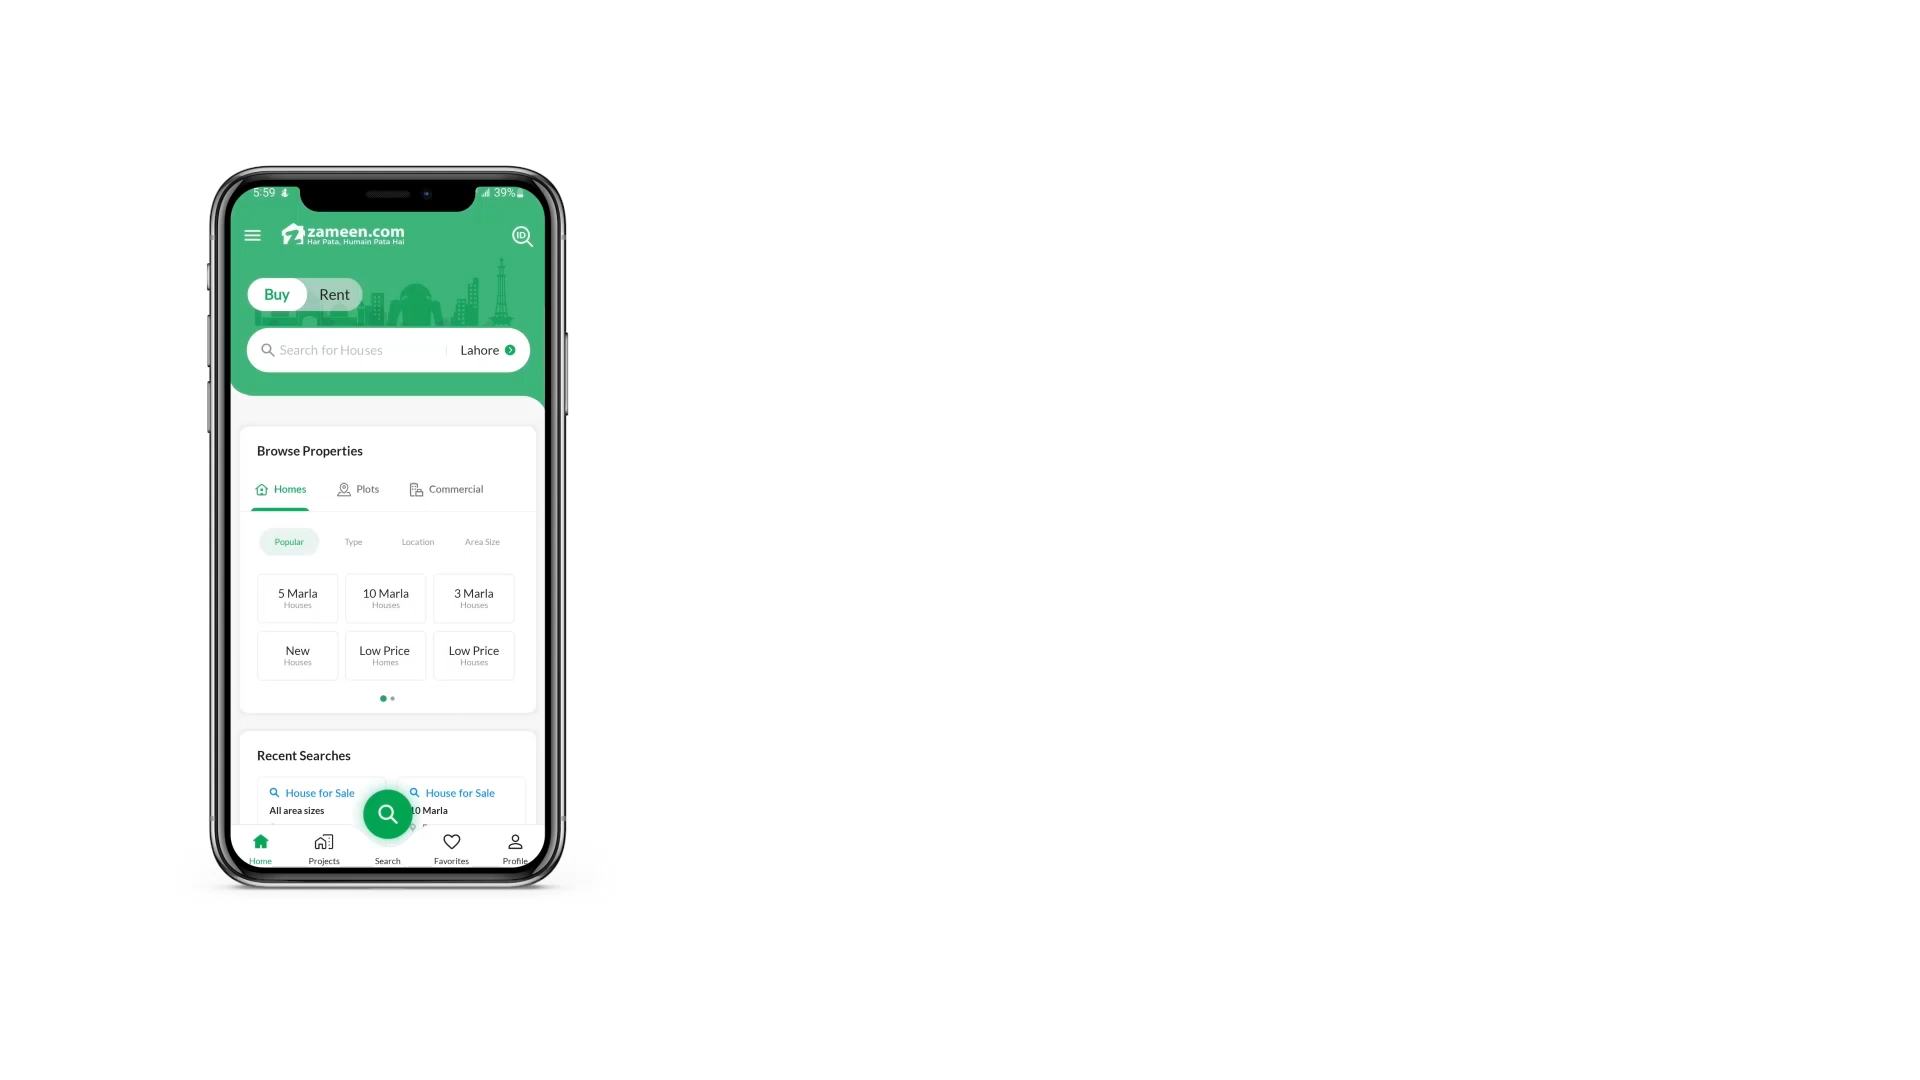 5:59
39%
zameen.com
Har Pata, Humain Pata Hai
ID
Buy Rent
Search for Houses Lahore
Browse Properties
Homes Plots Commercial
Popular Type Location Area Size
5 Marla 10 Marla 3 Marla
Houses Houses Houses
New Low Price Low Price
Houses Homes Houses
Recent Searches
House for Sale House for Sale
All area sizes 10 Marla
Home Projects Search Favorites Profile